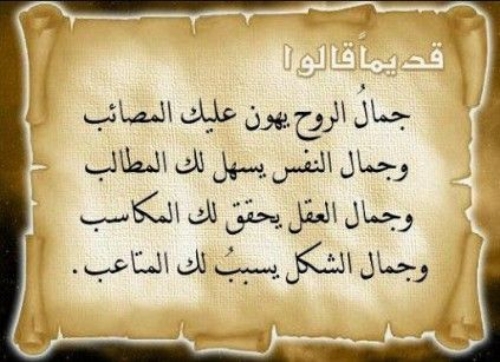 قديماً قالوا
جمالُ الروح يهون عليك المصائب
وجمال النفس يسهل لك المطالب
وجمال العقل يحقق لك المكاسب
وجمال الشكل يسببُ لك المتاعب .